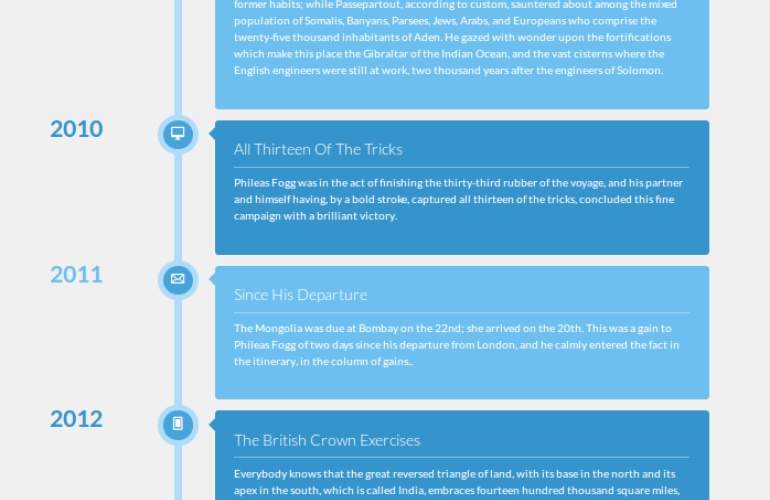 former habits; while Passepartout, according to custom, sauntered about among the mixed
population of Somalis, Banyans, Parsees, Jews, Arabs, and Europeans who comprise the
twenty-five thousand inhabitants of Aden. He gazed with wonder upon the fortifications
which make this place the Gibraltar of the Indian Ocean, and the vast cisterns where the
English engineers were still at work, two thousand years after the engineers of Solomon.
2010
All Thirteen Of The Tricks
Phileas Fogg was in the act of finishing the thirty-third rubber of the voyage, and his partner
and himself having, by a bold stroke, captured all thirteen of the tricks, concluded this fine
campaign with a brilliant victory.
2011
Since His Departure
The Mongolia was due at Bombay on the 22nd; she arrived on the 20th. This was a gain to
Phileas Fogg of two days since his departure from London, and he calmly entered the fact in
the itinerary, in the column of gains..
2012
The British Crown Exercises
Everybody knows that the great reversed triangle of land, with its base in the north and its
apex in the south, which is called India, embraces fourteen hundred thousand square miles,